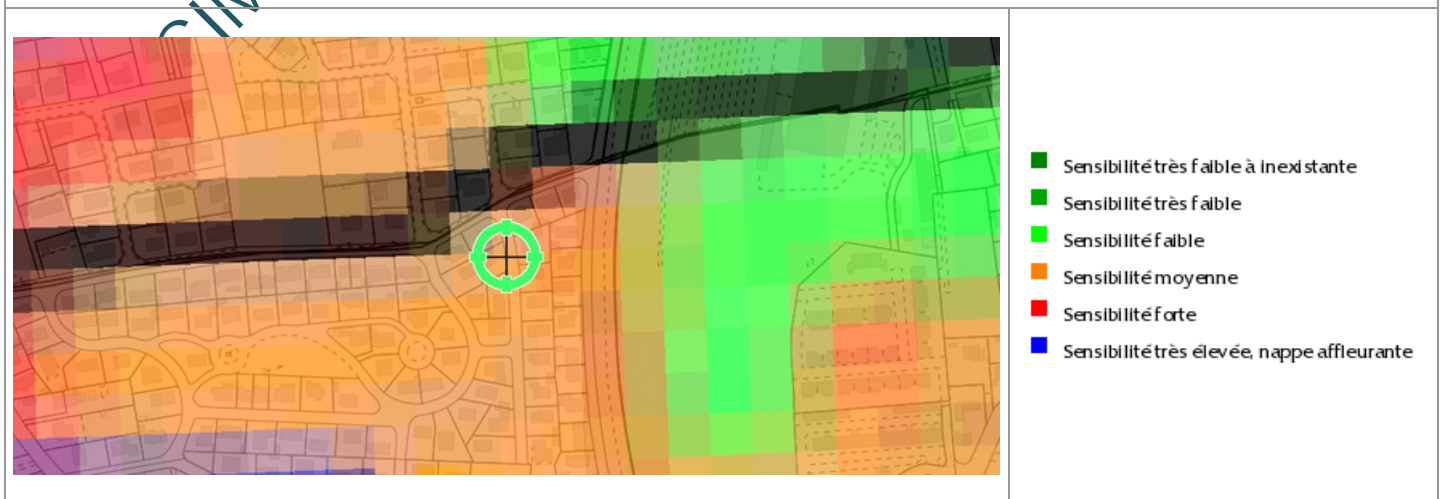 Sensibilité très faible à inexistante
Sensibilité très faible
Sensibilité faible
Sensibilité moyenne
Sensibilité forte
Sensibilité très élevée, nappe affleurante